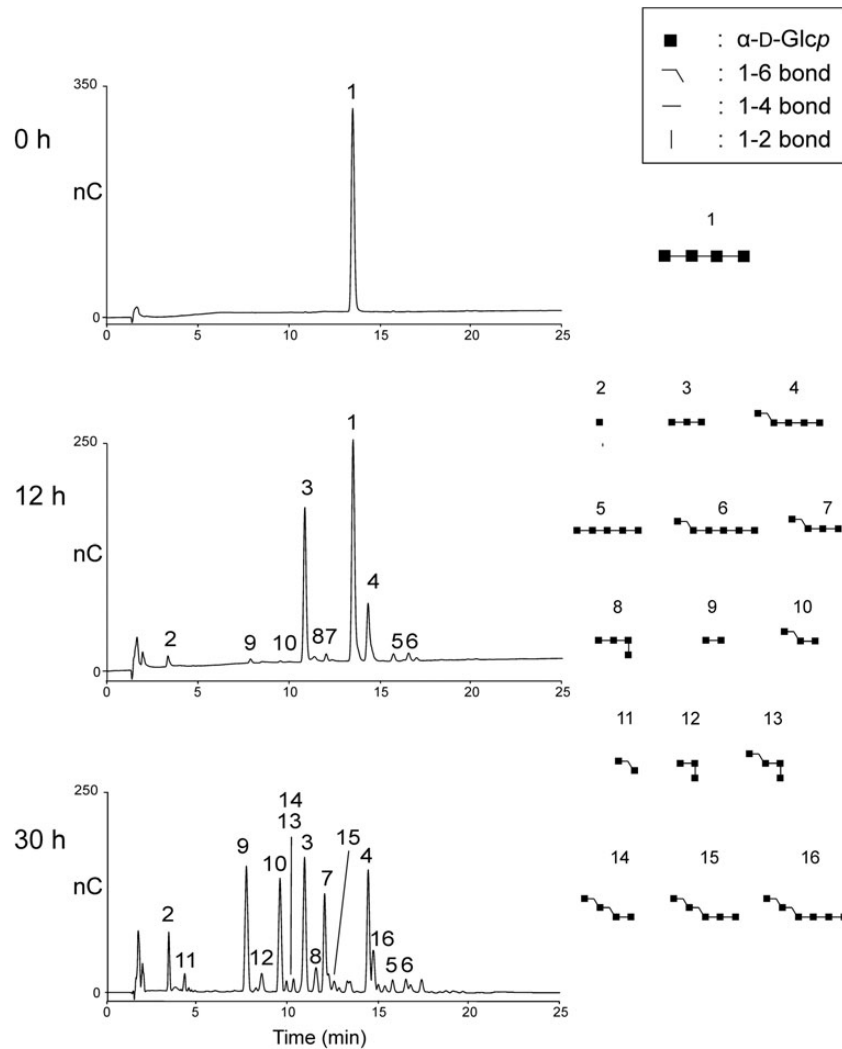 ■ : α-D-Glcp
: 1-6 bond
: 1-4 bond
: 1-2 bond
0 h
350
nC
0
1
0 5 10 15 20 25
1
12 h
250
nC
0
2
9
10
3
87
1
4
56
0 5 10 15 20 25
2 3 4
5 6 7
8 9 10
11 12 13
14 15 16
30 h
250
nC
0
2
11
9
12
10
14
13
3
8
7
15
4
16
5
6
0 5 10 15 20 25
Time (min)